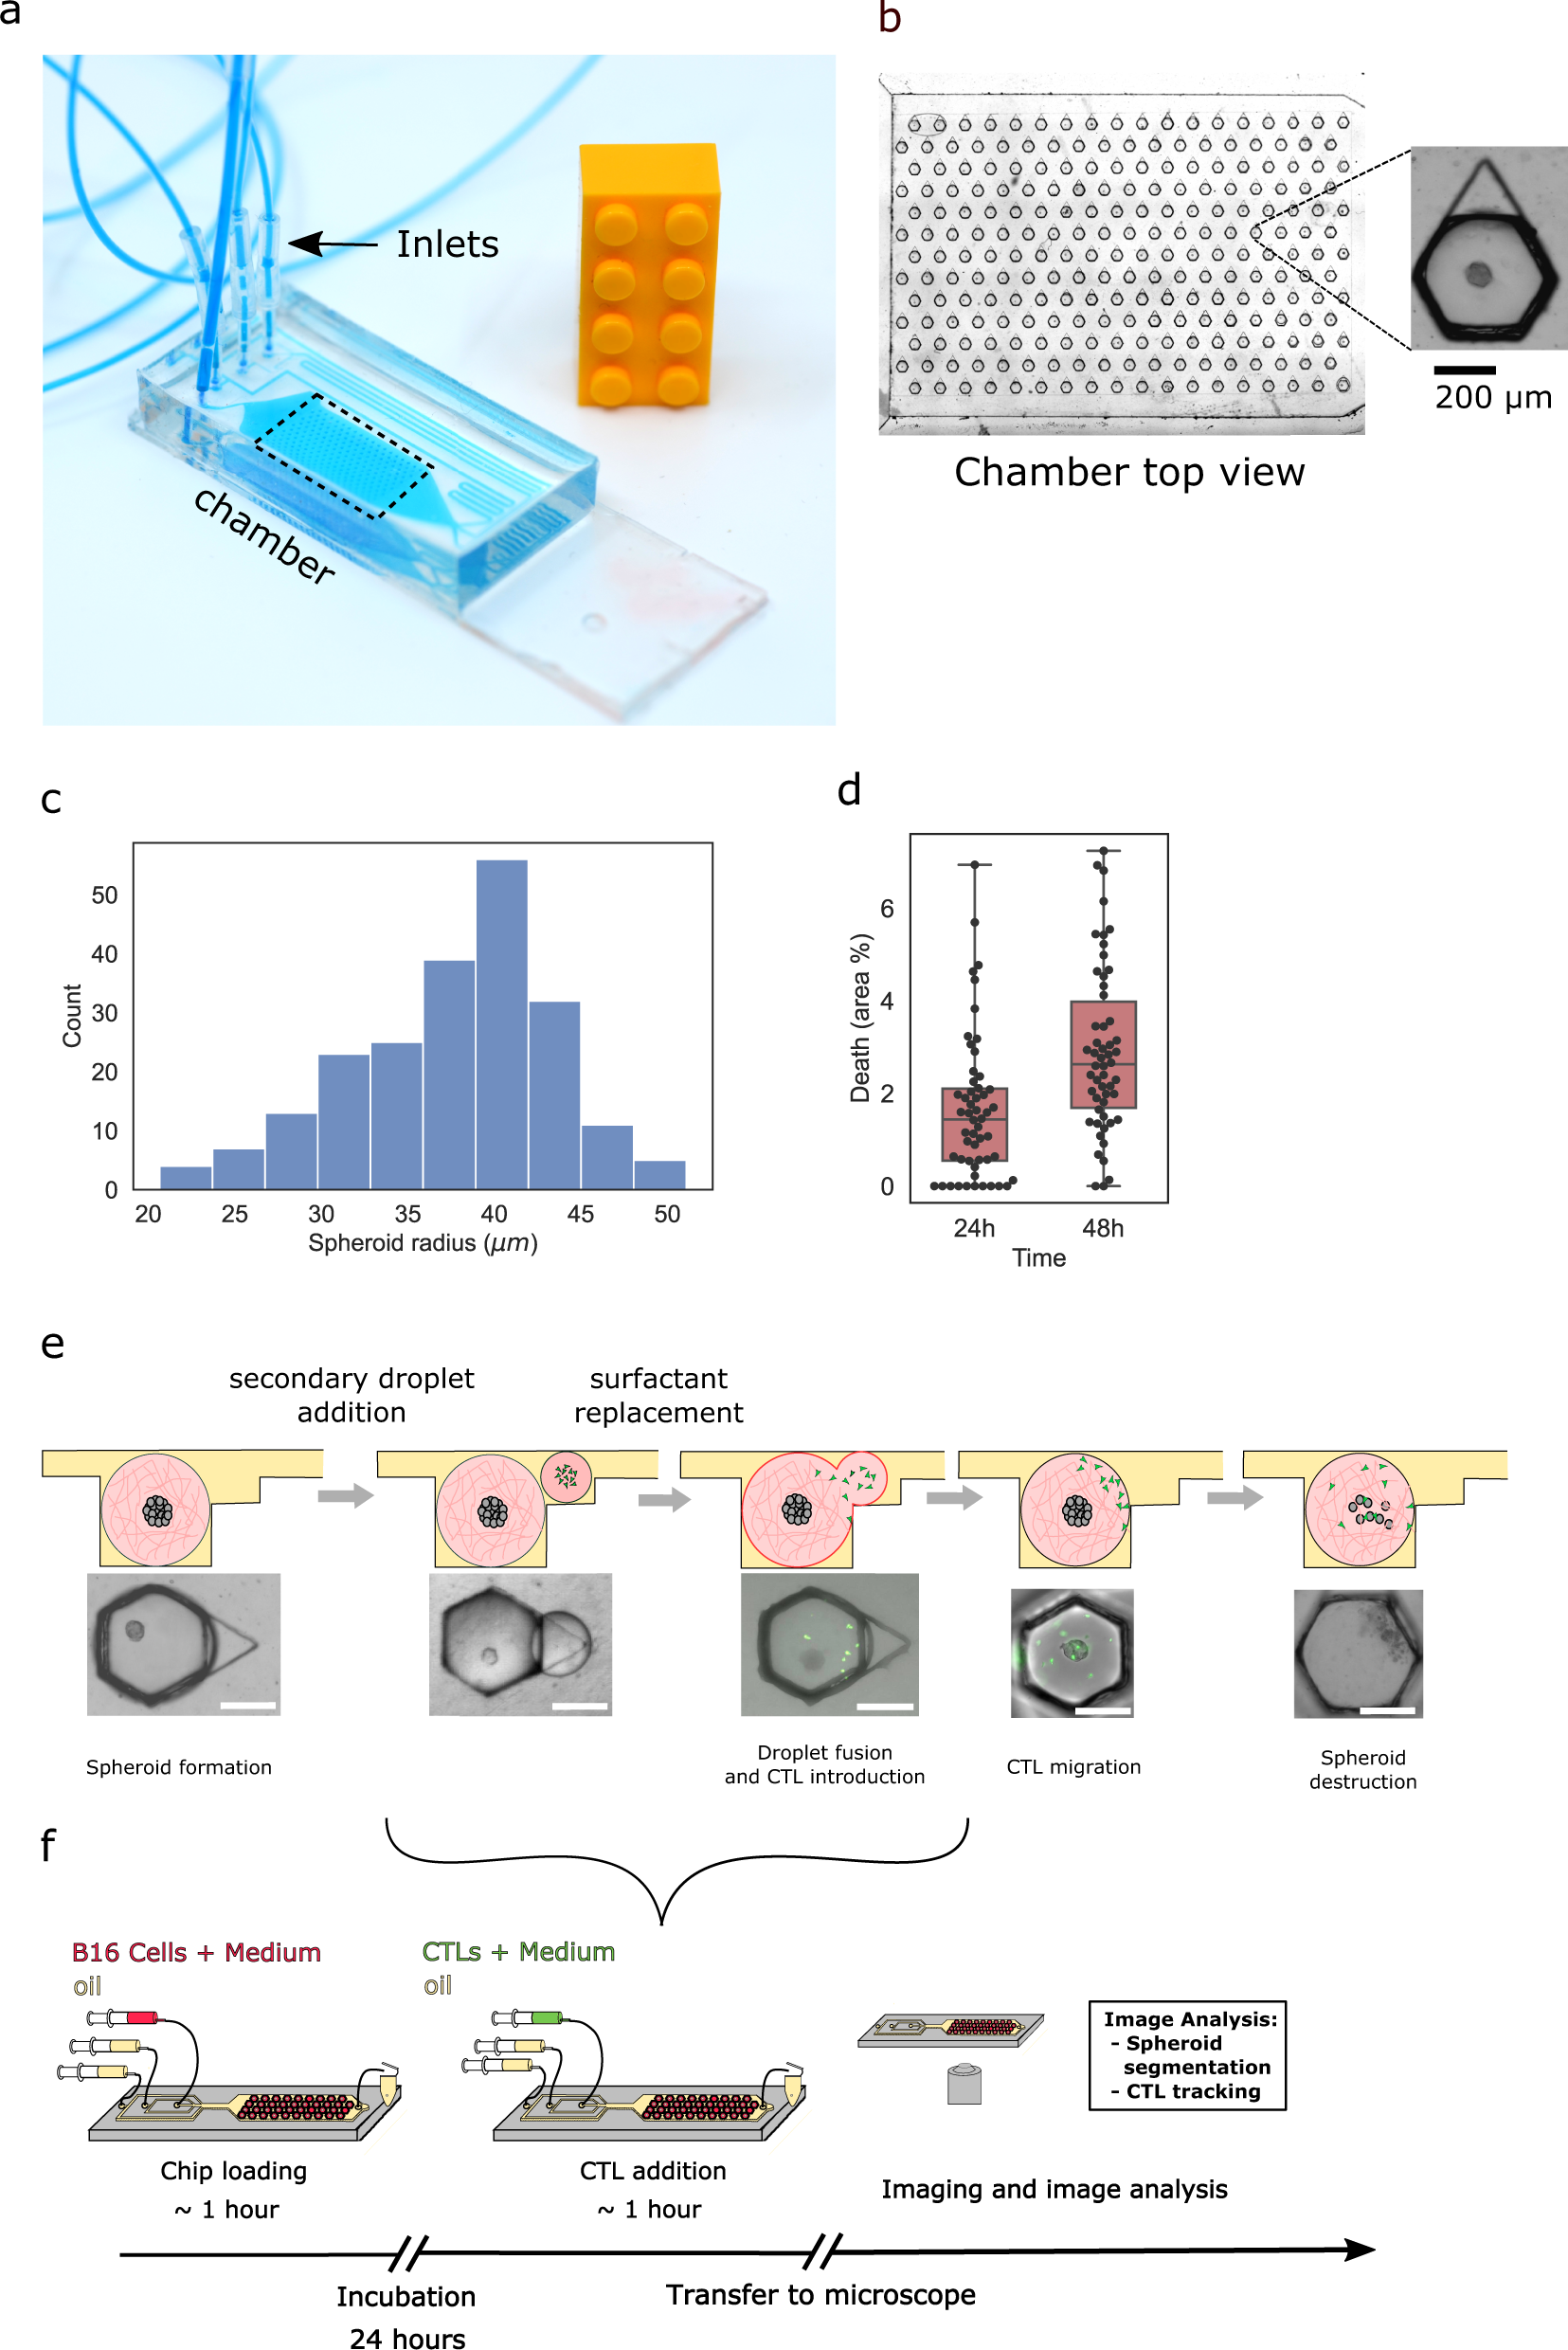 a
b
Inlets
chamber
200 µm
Chamber top view
c
d
50
40
30
20
10
0
Count
20 25 30 35 40 45 50
Spheroid radius (µm)
6
4
2
0
Death (area %)
24h 48h
Time
e
secondary droplet
addition
surfactant
replacement
Spheroid formation
Droplet fusion
and CTL introduction
CTL migration
Spheroid
destruction
f
B16 Cells + Medium
oil
CTLs + Medium
oil
Image Analysis:
- Spheroid
segmentation
- CTL tracking
Chip loading
~ 1 hour
CTL addition
~ 1 hour
Imaging and image analysis
Incubation
24 hours
Transfer to microscope